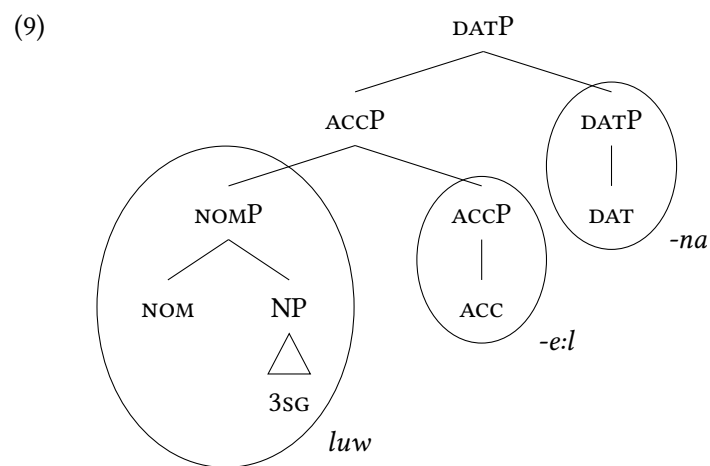 (9)
DATP
ACCP DATP
NOMP ACCP DAT
-na
NOM NP ACC
-e:l
3SG
luw